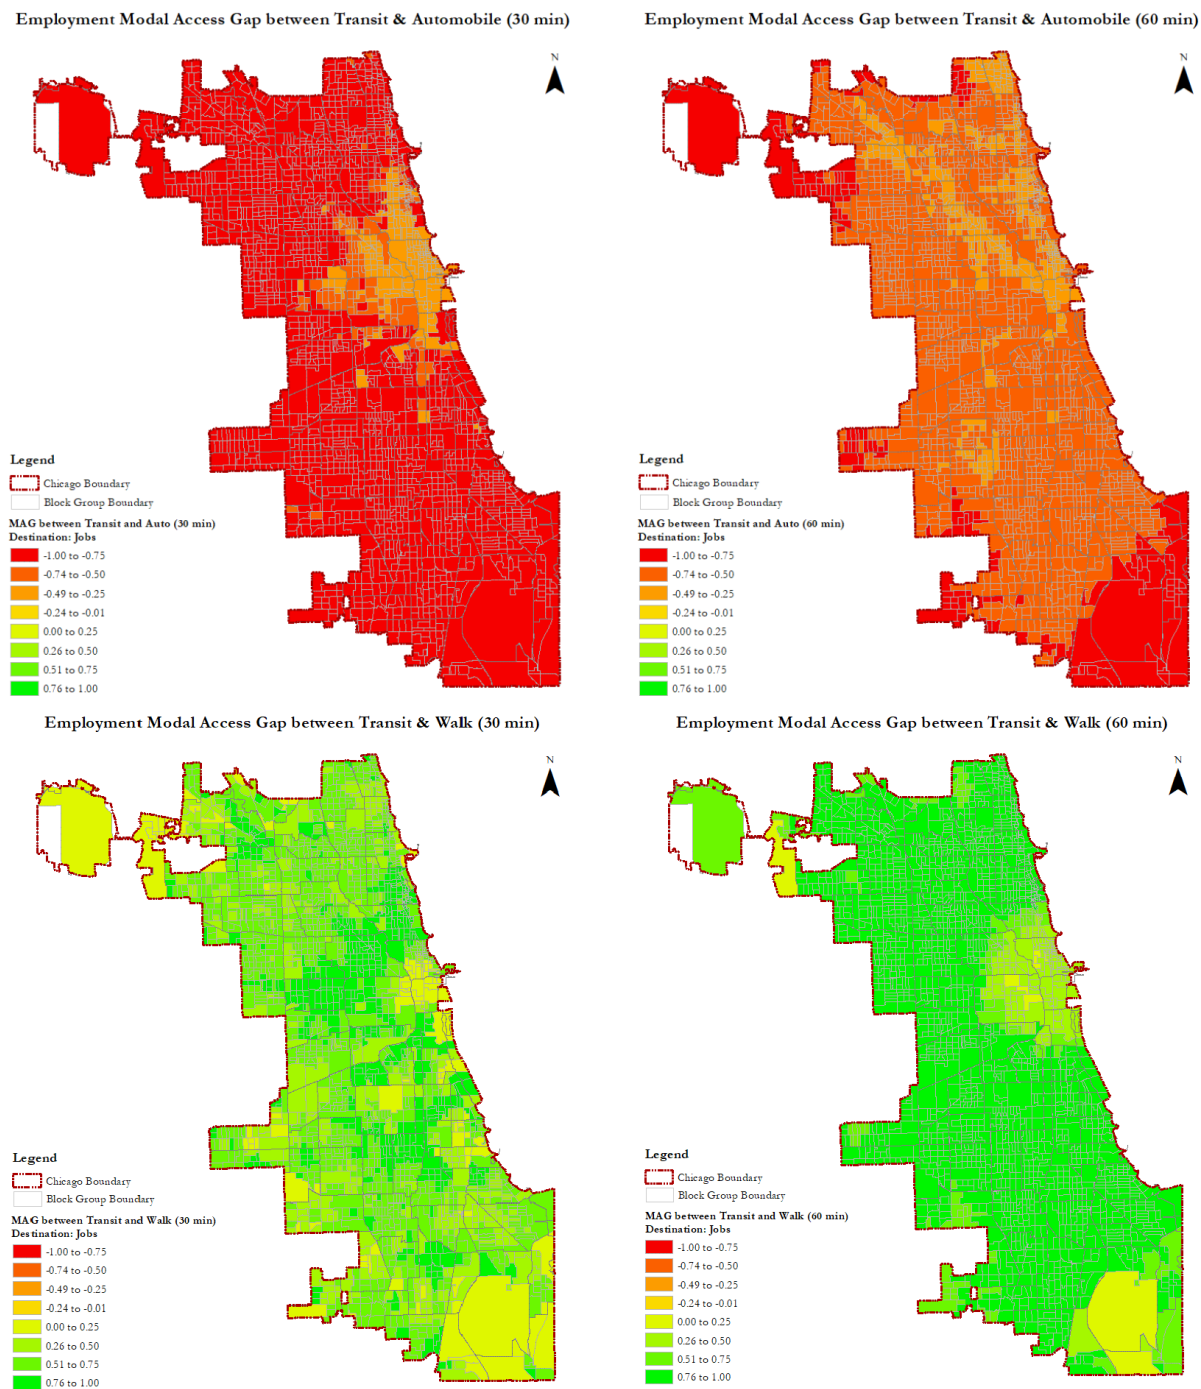 Employment Modal Access Gap between Transit & Automobile (30 min)
N
Legend
Chicago Boundary
Block Group Boundary
MAG between Transit and Auto (30 min)
Destination: Jobs
-1.00 to -0.75
-0.74 to -0.50
-0.49 to -0.25
-0.24 to -0.01
0.00 to 0.25
0.26 to 0.50
0.51 to 0.75
0.76 to 1.00
Employment Modal Access Gap between Transit & Automobile (60 min)
N
Legend
Chicago Boundary
Block Group Boundary
MAG between Transit and Auto (60 min)
Destination: Jobs
-1.00 to -0.75
-0.74 to -0.50
-0.49 to -0.25
-0.24 to -0.01
0.00 to 0.25
0.26 to 0.50
0.51 to 0.75
0.76 to 1.00
Employment Modal Access Gap between Transit & Walk (30 min)
N
Legend
Chicago Boundary
Block Group Boundary
MAG between Transit and Walk (30 min)
Destination: Jobs
-1.00 to -0.75
-0.74 to -0.50
-0.49 to -0.25
-0.24 to -0.01
0.00 to 0.25
0.26 to 0.50
0.51 to 0.75
0.76 to 1.00
Employment Modal Access Gap between Transit & Walk (60 min)
N
Legend
Chicago Boundary
Block Group Boundary
MAG between Transit and Walk (60 min)
Destination: Jobs
-1.00 to -0.75
-0.74 to -0.50
-0.49 to -0.25
-0.24 to -0.01
0.00 to 0.25
0.26 to 0.50
0.51 to 0.75
0.76 to 1.00